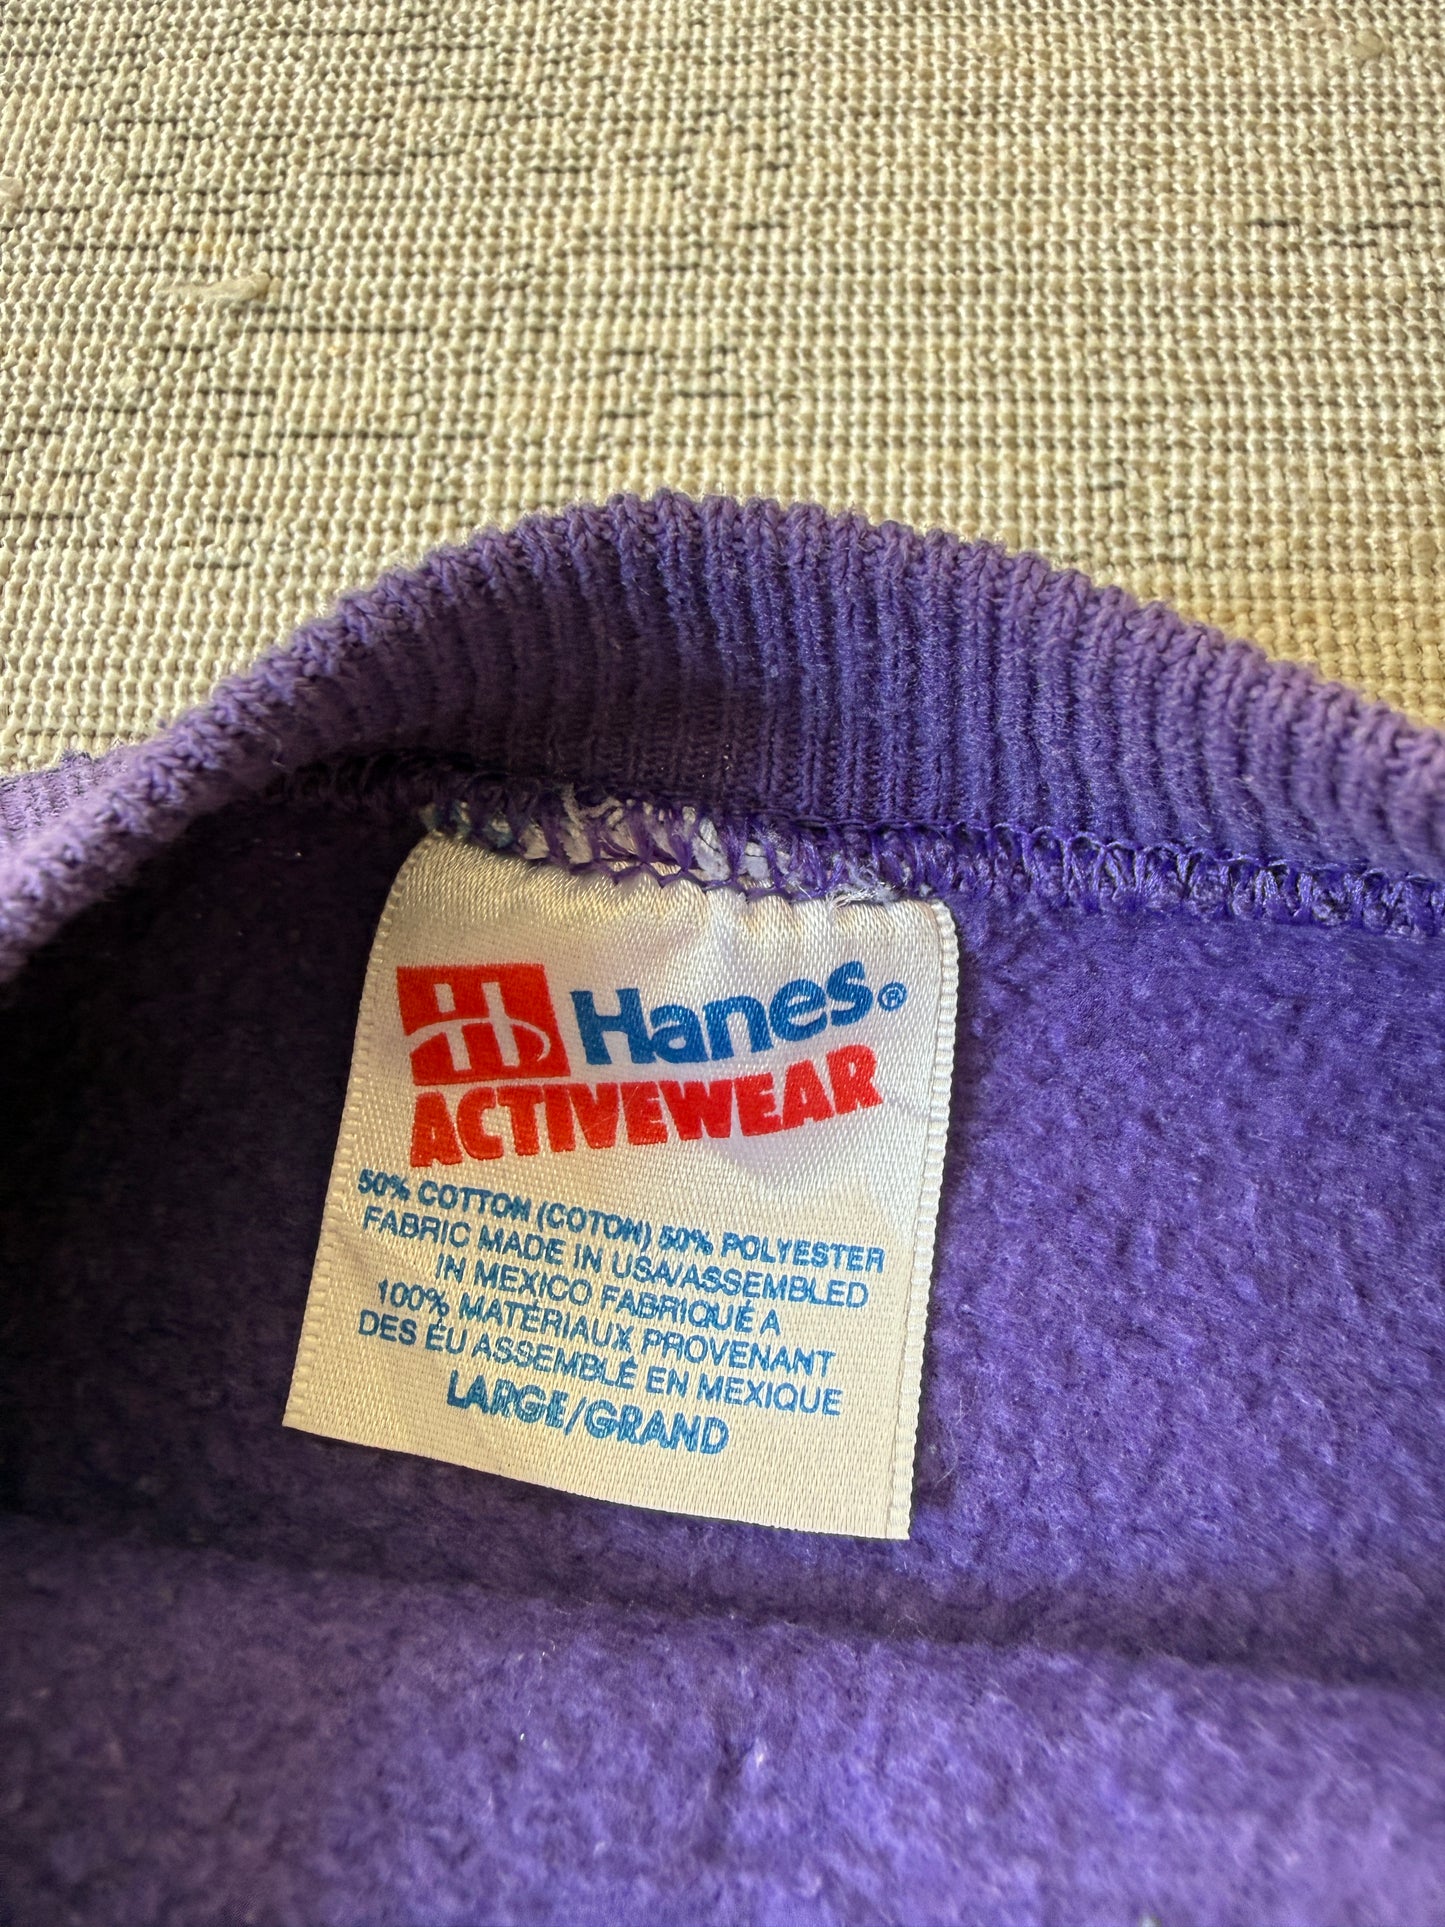 H Hanes®
ACTIVEWEAR
50% COTTON (COTON) 50% POLYESTER
FABRIC MADE IN USA/ASSEMBLED
IN MEXICO FABRIQUÉ A
100% MATÉRIAUX PROVENANT
DES ÉU ASSEMBLÉ EN MEXIQUE
LARGE/GRAND